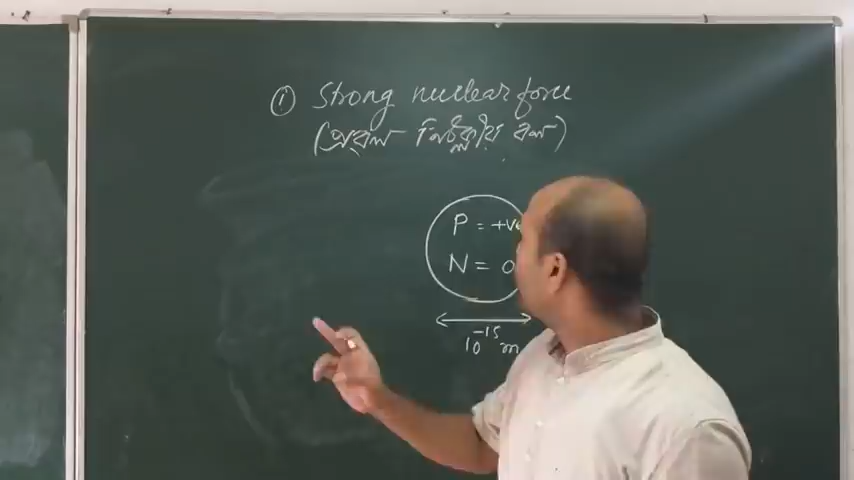 ① Strong nuclear force
(প্রবল নিউক্লীয় বল)
P = +ve
N = 0
10⁻¹⁵ m